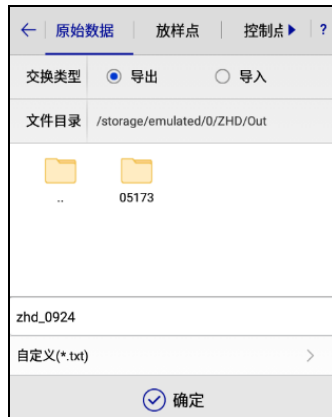 ← 原始数据 放样点 控制点 ▶ ?
交换类型 导出 导入
文件目录 /storage/emulated/0/ZHD/Out
.. 05173
zhd_0924
自定义(*.txt) >
确定